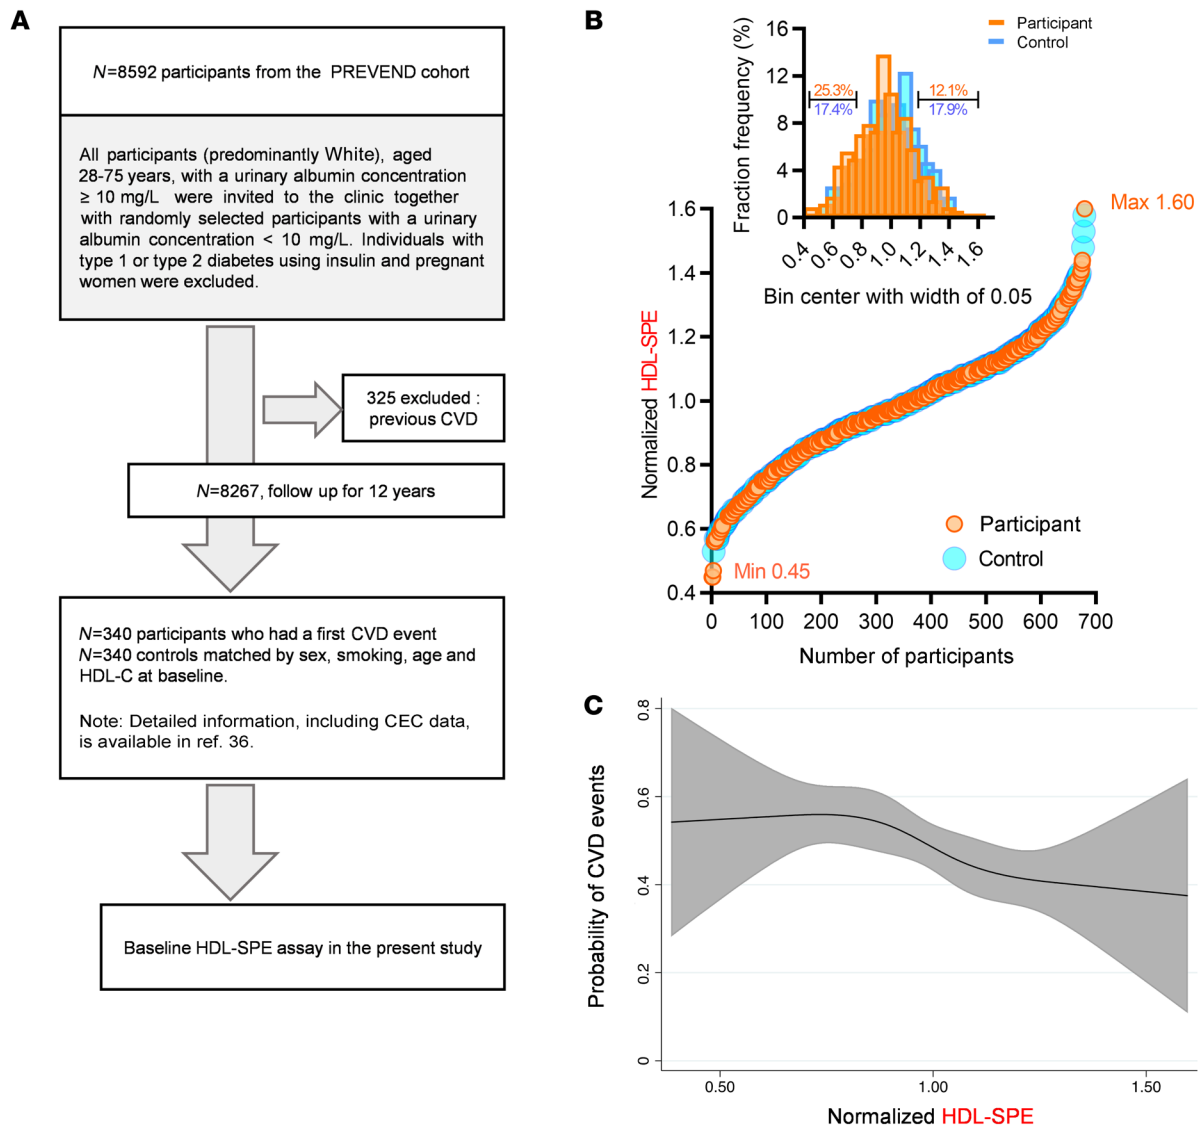 A
N=8592 participants from the PREVEND cohort
All participants (predominantly White), aged
28-75 years, with a urinary albumin concentration
≥ 10 mg/L were invited to the clinic together
with randomly selected participants with a urinary
albumin concentration < 10 mg/L. Individuals with
type 1 or type 2 diabetes using insulin and pregnant
women were excluded.
325 excluded :
previous CVD
N=8267, follow up for 12 years
N=340 participants who had a first CVD event
N=340 controls matched by sex, smoking, age and
HDL-C at baseline.
Note: Detailed information, including CEC data,
is available in ref. 36.
Baseline HDL-SPE assay in the present study
B
Participant
Control
Fraction frequency (%)
16
12
8
4
0
25.3%
17.4%
12.1%
17.9%
0.4
0.6
0.8
1.0
1.2
1.4
1.6
Bin center with width of 0.05
Normalized HDL-SPE
1.6
1.4
1.2
1.0
0.8
0.6
0.4
Max 1.60
Min 0.45
Participant
Control
0
100
200
300
400
500
600
700
Number of participants
C
Probability of CVD events
0.8
0.6
0.4
0.2
0
0.50
1.00
1.50
Normalized HDL-SPE